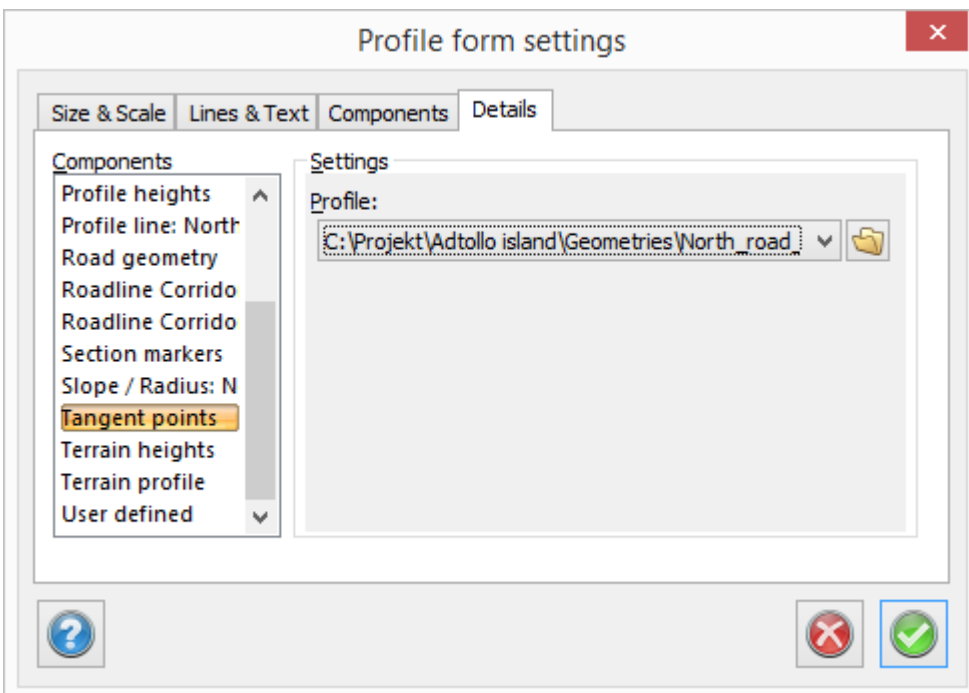 Profile form settings
Size & Scale
Lines & Text
Components
Details
Components
Profile heights
Profile line: North
Road geometry
Roadline Corrido
Roadline Corrido
Section markers
Slope / Radius: N
Tangent points
Terrain heights
Terrain profile
User defined
Settings
Profile:
C:\Projekt\Adtollo island\Geometries\North_road_